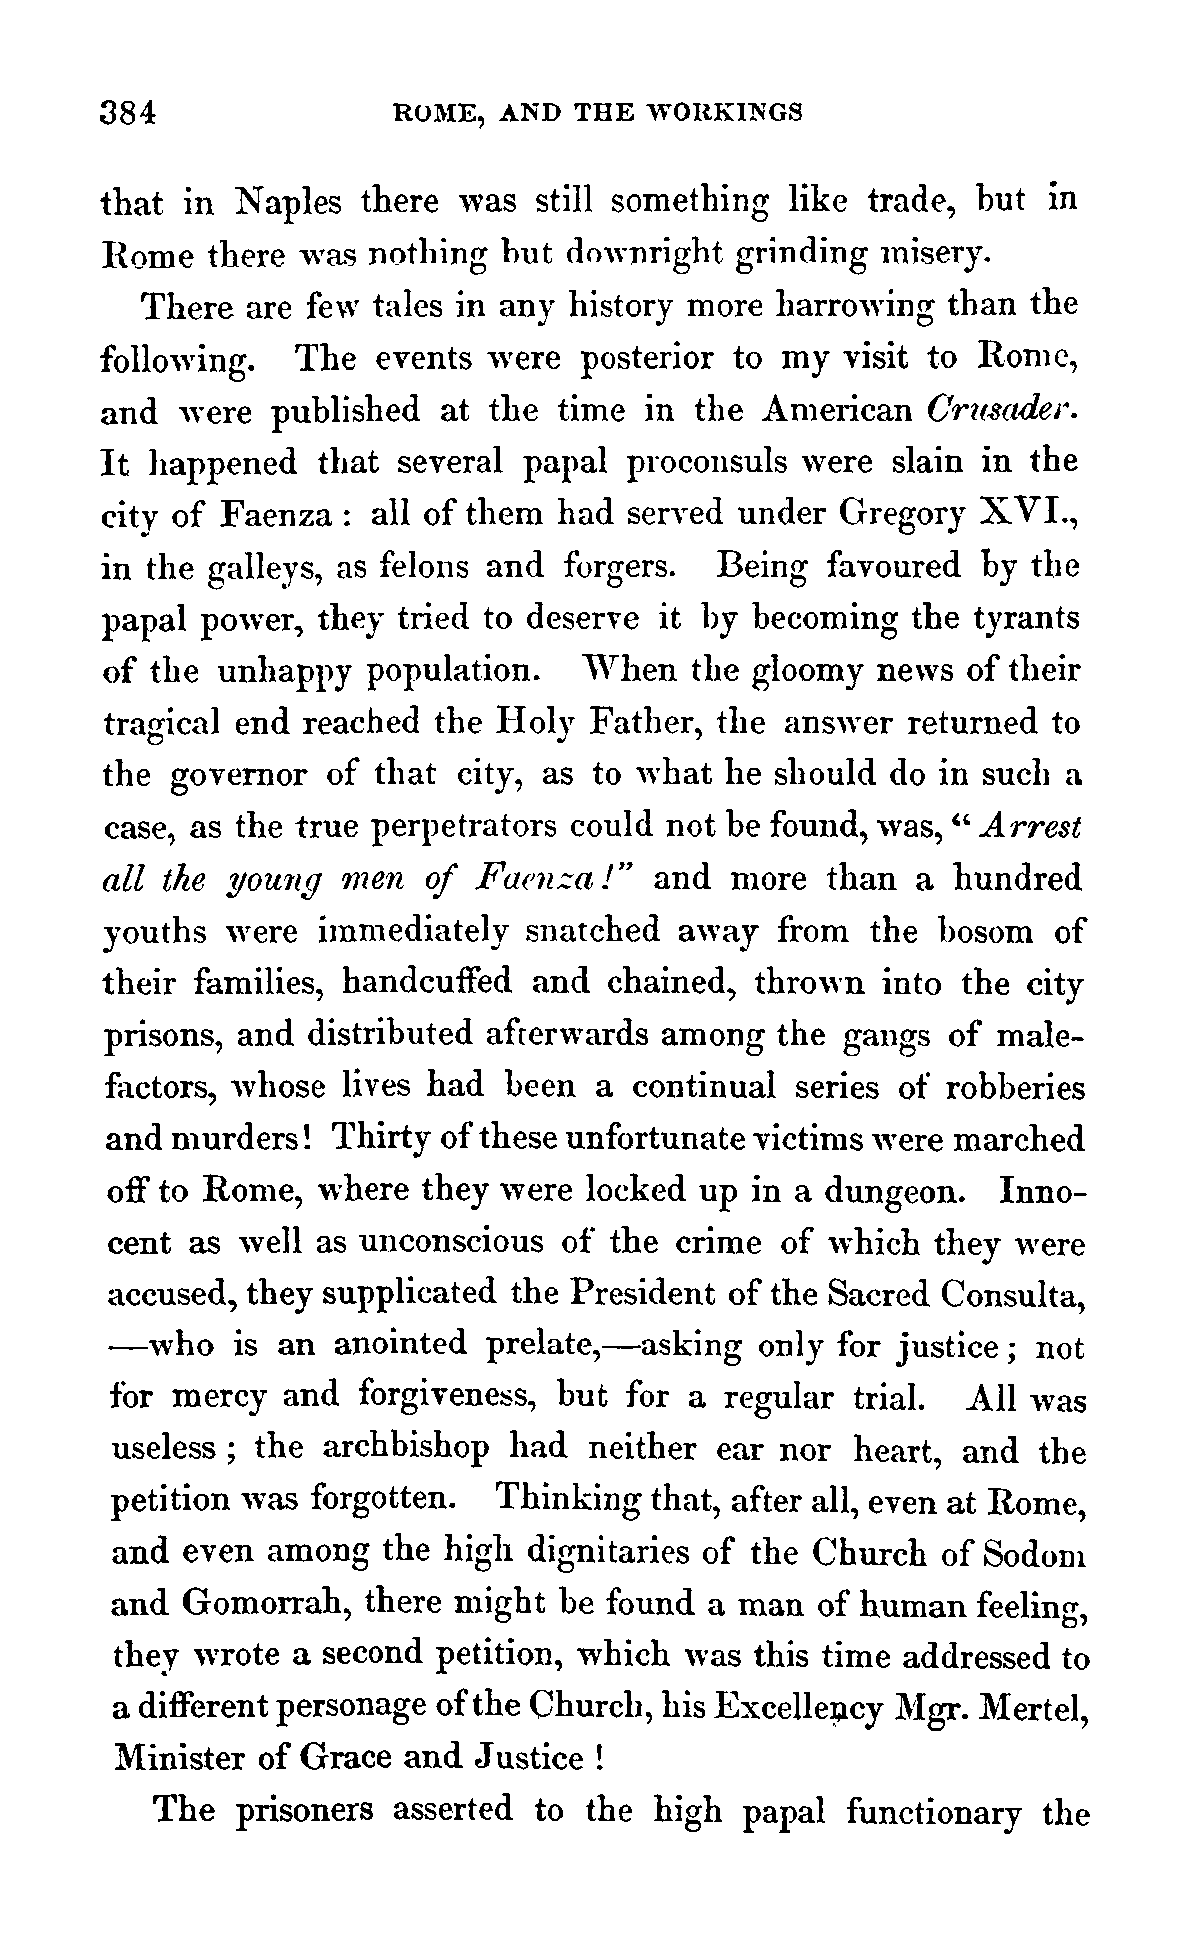 384 ROME, AND THE WORKINGS
that in Naples there was still something like trade, but in
Rome there was nothing but downright grinding misery.
There are few tales in any history more harrowing than the
following. The events were posterior to my visit to Rome,
and were published at the time in the American Crusader.
It happened that several papal proconsuls were slain in the
city of Faenza : all of them had served under Gregory XVI.,
in the galleys, as felons and forgers. Being favoured by the
papal power, they tried to deserve it by becoming the tyrants
of the unhappy population. When the gloomy news of their
tragical end reached the Holy Father, the answer returned to
the governor of that city, as to what he should do in such a
case, as the true perpetrators could not be found, was, “ Arrest
all the young men of Faenza !” and more than a hundred
youths were immediately snatched away from the bosom of
their families, handcuffed and chained, thrown into the city
prisons, and distributed afterwards among the gangs of male-
factors, whose lives had been a continual series of robberies
and murders! Thirty of these unfortunate victims were marched
off to Rome, where they were locked up in a dungeon. Inno-
cent as well as unconscious of the crime of which they were
accused, they supplicated the President of the Sacred Consulta,
—who is an anointed prelate,—asking only for justice ; not
for mercy and forgiveness, but for a regular trial. All was
useless ; the archbishop had neither ear nor heart, and the
petition was forgotten. Thinking that, after all, even at Rome,
and even among the high dignitaries of the Church of Sodom
and Gomorrah, there might be found a man of human feeling,
they wrote a second petition, which was this time addressed to
a different personage of the Church, his Excellency Mgr. Mertel,
Minister of Grace and Justice !
The prisoners asserted to the high papal functionary the